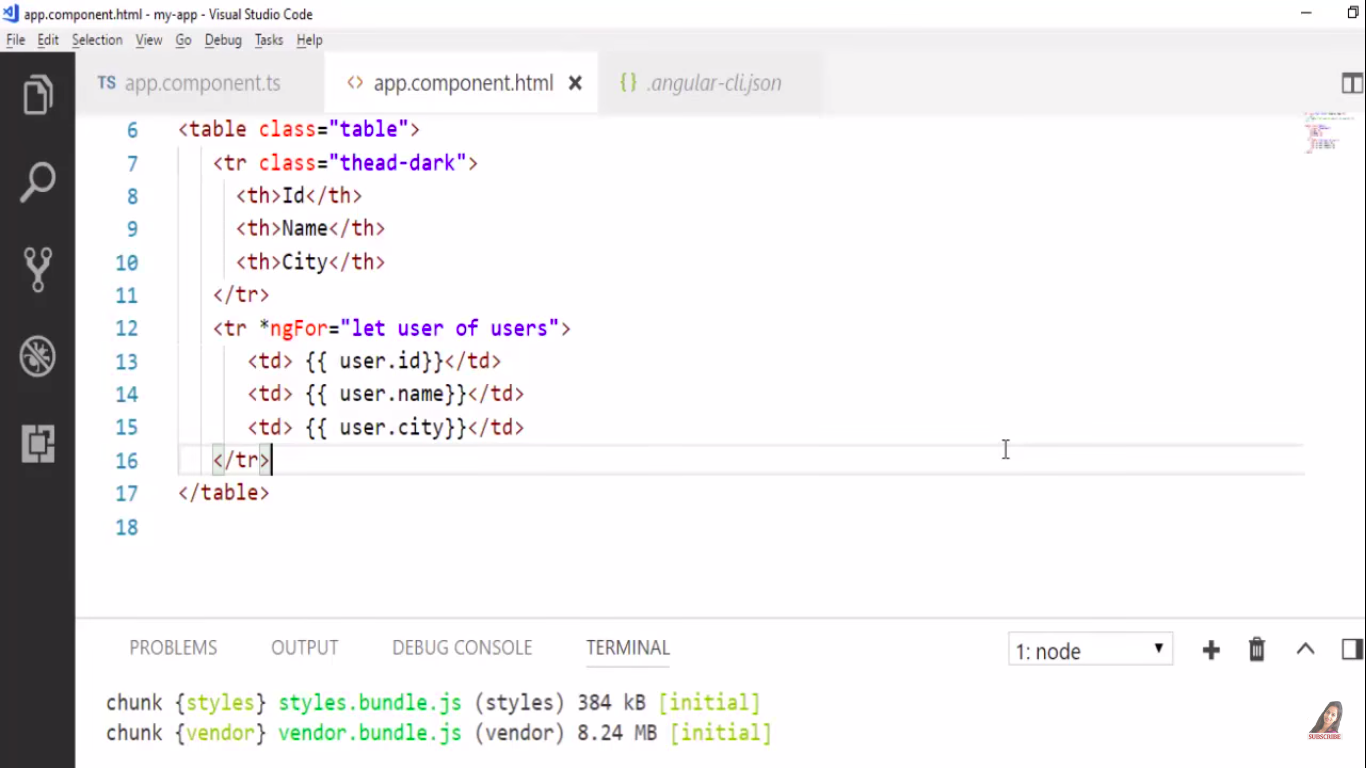 app.component.html - my-app - Visual Studio Code
File Edit Selection View Go Debug Tasks Help
TS app.component.ts <> app.component.html × {} .angular-cli.json
6 <table class="table">
7 <tr class="thead-dark">
8 <th>Id</th>
9 <th>Name</th>
10 <th>City</th>
11 </tr>
12 <tr *ngFor="let user of users">
13 <td> {{ user.id}}</td>
14 <td> {{ user.name}}</td>
15 <td> {{ user.city}}</td>
16 </tr>
17 </table>
18
PROBLEMS OUTPUT DEBUG CONSOLE TERMINAL 1: node
chunk {styles} styles.bundle.js (styles) 384 kB [initial]
chunk {vendor} vendor.bundle.js (vendor) 8.24 MB [initial]
SUBSCRIBE